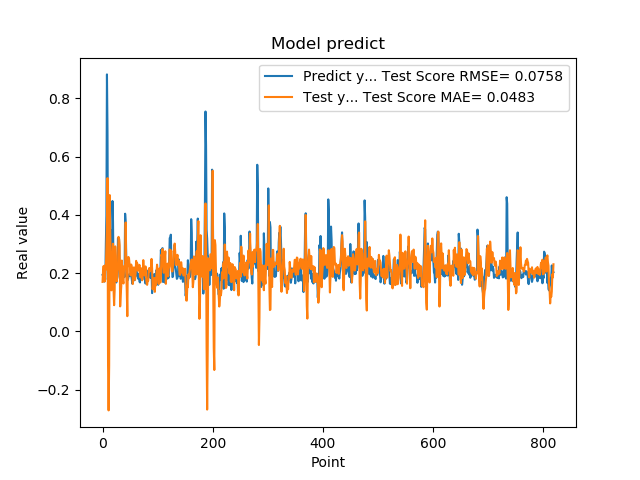 Model predict
Predict y... Test Score RMSE= 0.0758
Test y... Test Score MAE= 0.0483
Real value
0.8
0.6
0.4
0.2
0.0
−0.2
0 200 400 600 800
Point